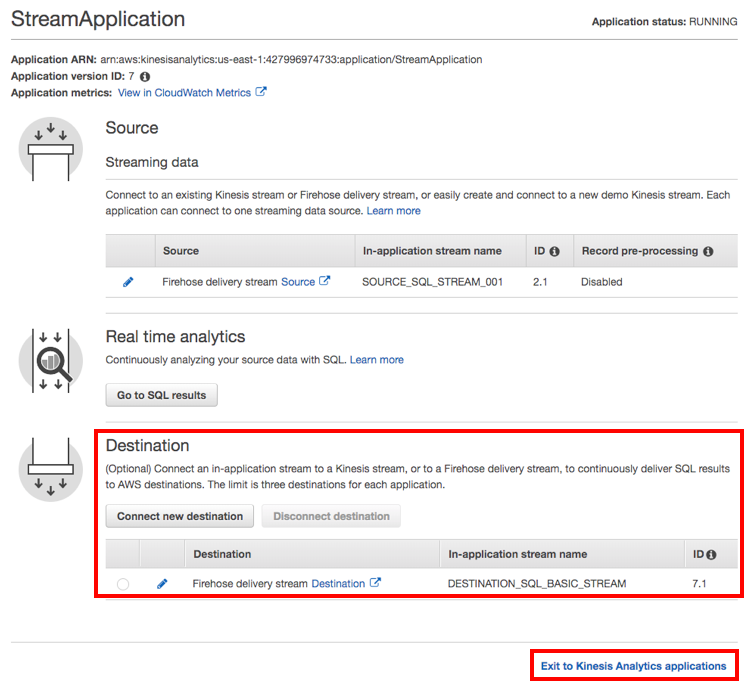 StreamApplication
Application status: RUNNING
Application ARN: arn:aws:kinesisanalytics:us-east-1:427996974733:application/StreamApplication
Application version ID: 7
Application metrics: View in CloudWatch Metrics
Source
Streaming data
Connect to an existing Kinesis stream or Firehose delivery stream, or easily create and connect to a new demo Kinesis stream. Each
application can connect to one streaming data source. Learn more
Source In-application stream name ID Record pre-processing
Firehose delivery stream Source SOURCE_SQL_STREAM_001 2.1 Disabled
Real time analytics
Continuously analyzing your source data with SQL. Learn more
Go to SQL results
Destination
(Optional) Connect an in-application stream to a Kinesis stream, or to a Firehose delivery stream, to continuously deliver SQL results
to AWS destinations. The limit is three destinations for each application.
Connect new destination Disconnect destination
Destination In-application stream name ID
Firehose delivery stream Destination DESTINATION_SQL_BASIC_STREAM 7.1
Exit to Kinesis Analytics applications